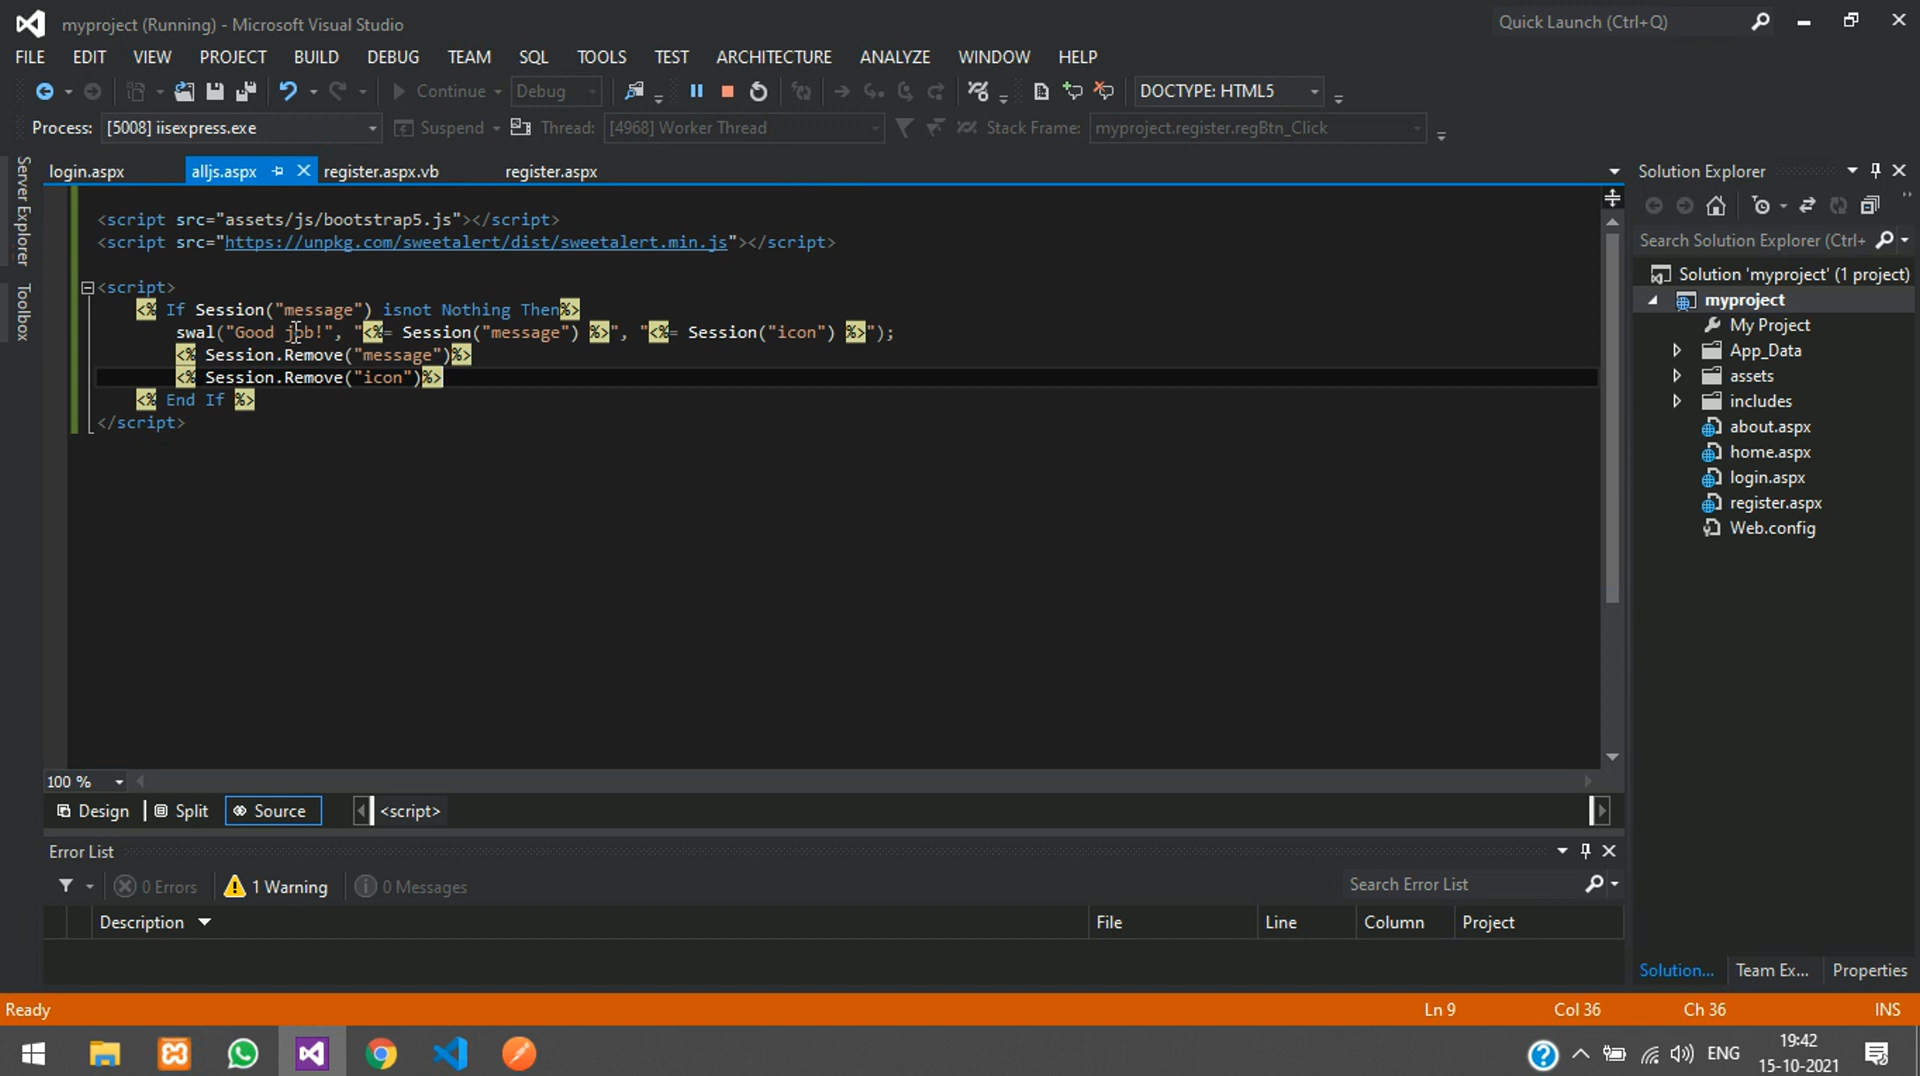 myproject (Running) - Microsoft Visual Studio
Quick Launch (Ctrl+Q)
FILE EDIT VIEW PROJECT BUILD DEBUG TEAM SQL TOOLS TEST ARCHITECTURE ANALYZE WINDOW HELP
Continue Debug DOCTYPE: HTML5
Process: [5008] iisexpress.exe Suspend Thread: [4968] Worker Thread Stack Frame: myproject.register.regBtn_Click
Server Explorer
Toolbox
login.aspx alljs.aspx register.aspx.vb register.aspx
<script src="assets/js/bootstrap5.js"></script>
<script src="https://unpkg.com/sweetalert/dist/sweetalert.min.js"></script>
<script>
<% If Session("message") isnot Nothing Then%>
swal("Good job!", "<%= Session("message") %>", "<%= Session("icon") %>");
<% Session.Remove("message")%>
<% Session.Remove("icon")%>
<% End If %>
</script>
100 %
Design Split Source <script>
Error List
0 Errors 1 Warning 0 Messages Search Error List
Description File Line Column Project
Solution Explorer
Search Solution Explorer (Ctrl+
Solution 'myproject' (1 project)
myproject
My Project
App_Data
assets
includes
about.aspx
home.aspx
login.aspx
register.aspx
Web.config
Solution... Team Ex... Properties
Ready Ln 9 Col 36 Ch 36 INS
ENG
19:42
15-10-2021